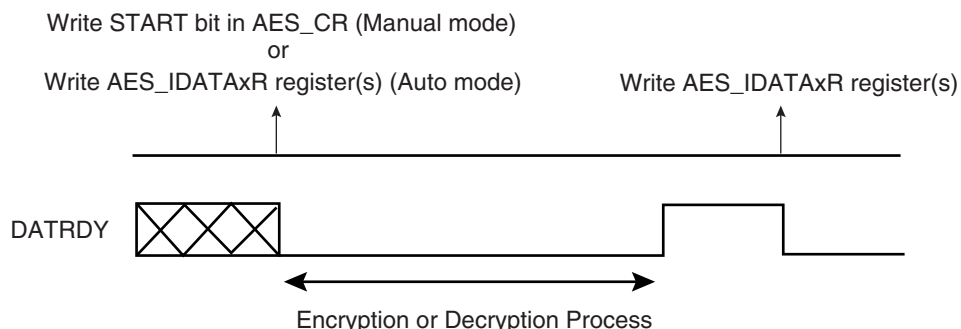 Write START bit in AES_CR (Manual mode)
or
Write AES_IDATAxR register(s) (Auto mode)
Write AES_IDATAxR register(s)
DATRDY
Encryption or Decryption Process